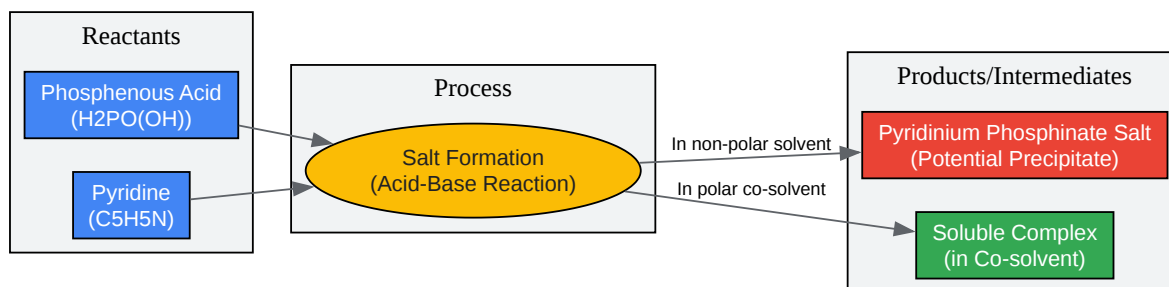 Reactants
Phosphenous Acid
(H2PO(OH))
Pyridine
(C5H5N)
Process
Salt Formation
(Acid-Base Reaction)
In non-polar solvent
In polar co-solvent
Products/Intermediates
Pyridinium Phosphinate Salt
(Potential Precipitate)
Soluble Complex
(in Co-solvent)